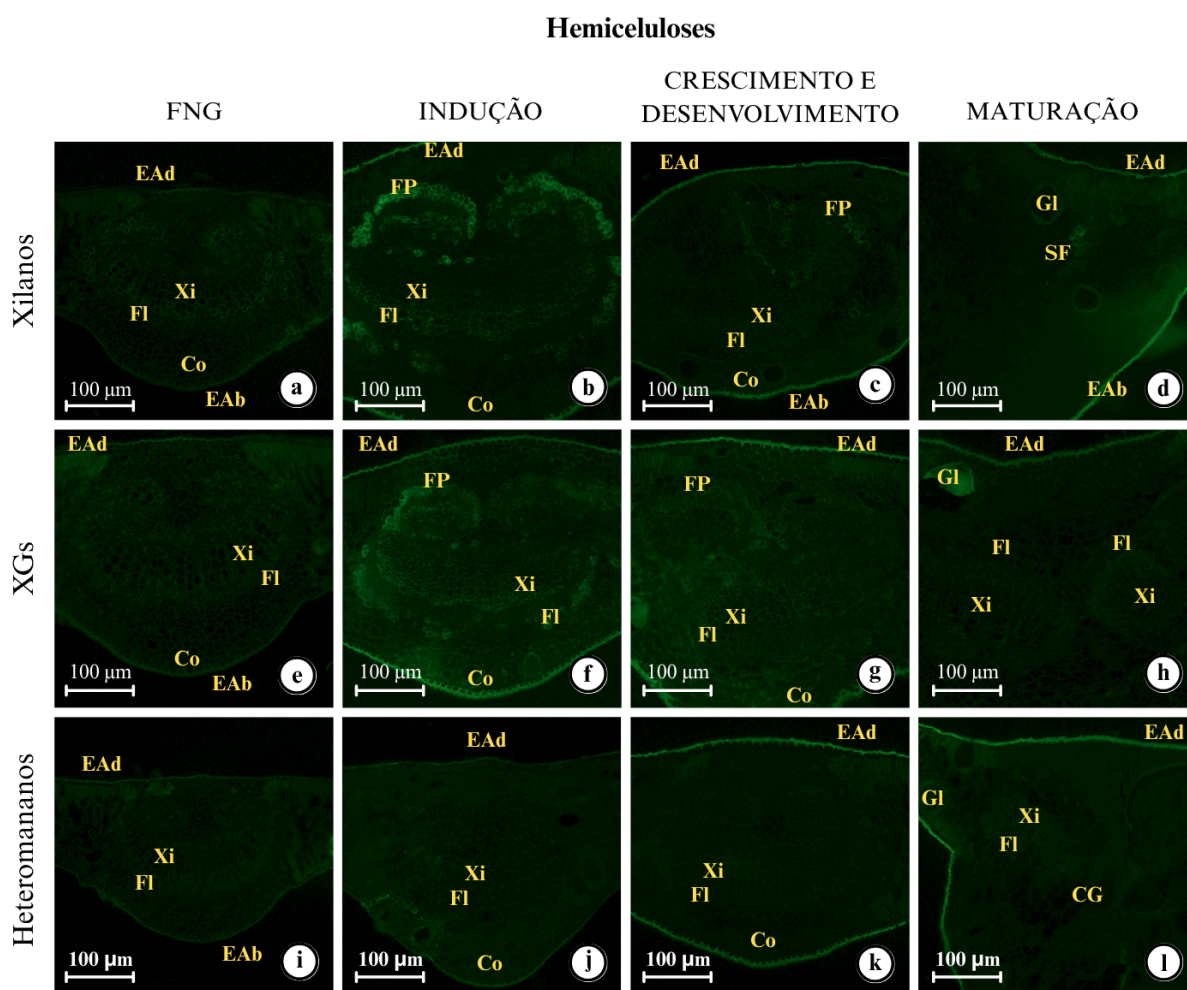 Hemiceluloses
FNG
INDUÇÃO
CRESCIMENTO E
DESENVOLVIMENTO
MATURAÇÃO
Xilanos
EAd
Xi
Fl
Co
EAb
100 µm
a
EAd
FP
Xi
Fl
Co
100 µm
b
EAd
FP
Xi
Fl
Co
EAb
100 µm
c
EAd
Gl
SF
EAb
100 µm
d
XGs
EAd
Xi
Fl
Co
EAb
100 µm
e
EAd
FP
Xi
Fl
Co
100 µm
f
EAd
FP
Xi
Fl
Co
100 µm
g
EAd
Gl
Fl
Fl
Xi
Xi
100 µm
h
Heteromananos
EAd
Xi
Fl
EAb
100 µm
i
EAd
Xi
Fl
Co
100 µm
j
EAd
Xi
Fl
Co
100 µm
k
EAd
Gl
Xi
Fl
CG
100 µm
l